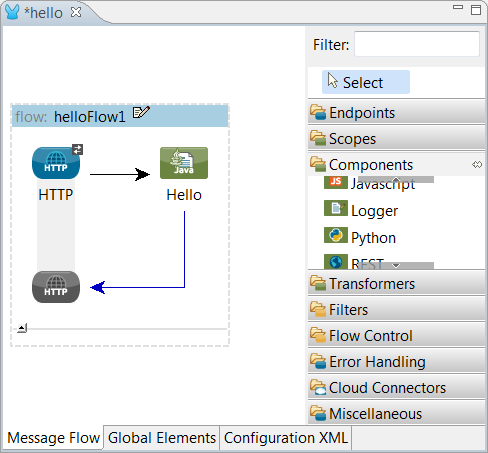 *hello
Filter:
Select
flow: helloFlow1
Endpoints
Scopes
Components
HTTP
Java
HTTP
Hello
JS Javascript
Logger
Python
REST
HTTP
Transformers
Filters
Flow Control
Error Handling
Cloud Connectors
Miscellaneous
Message Flow Global Elements Configuration XML